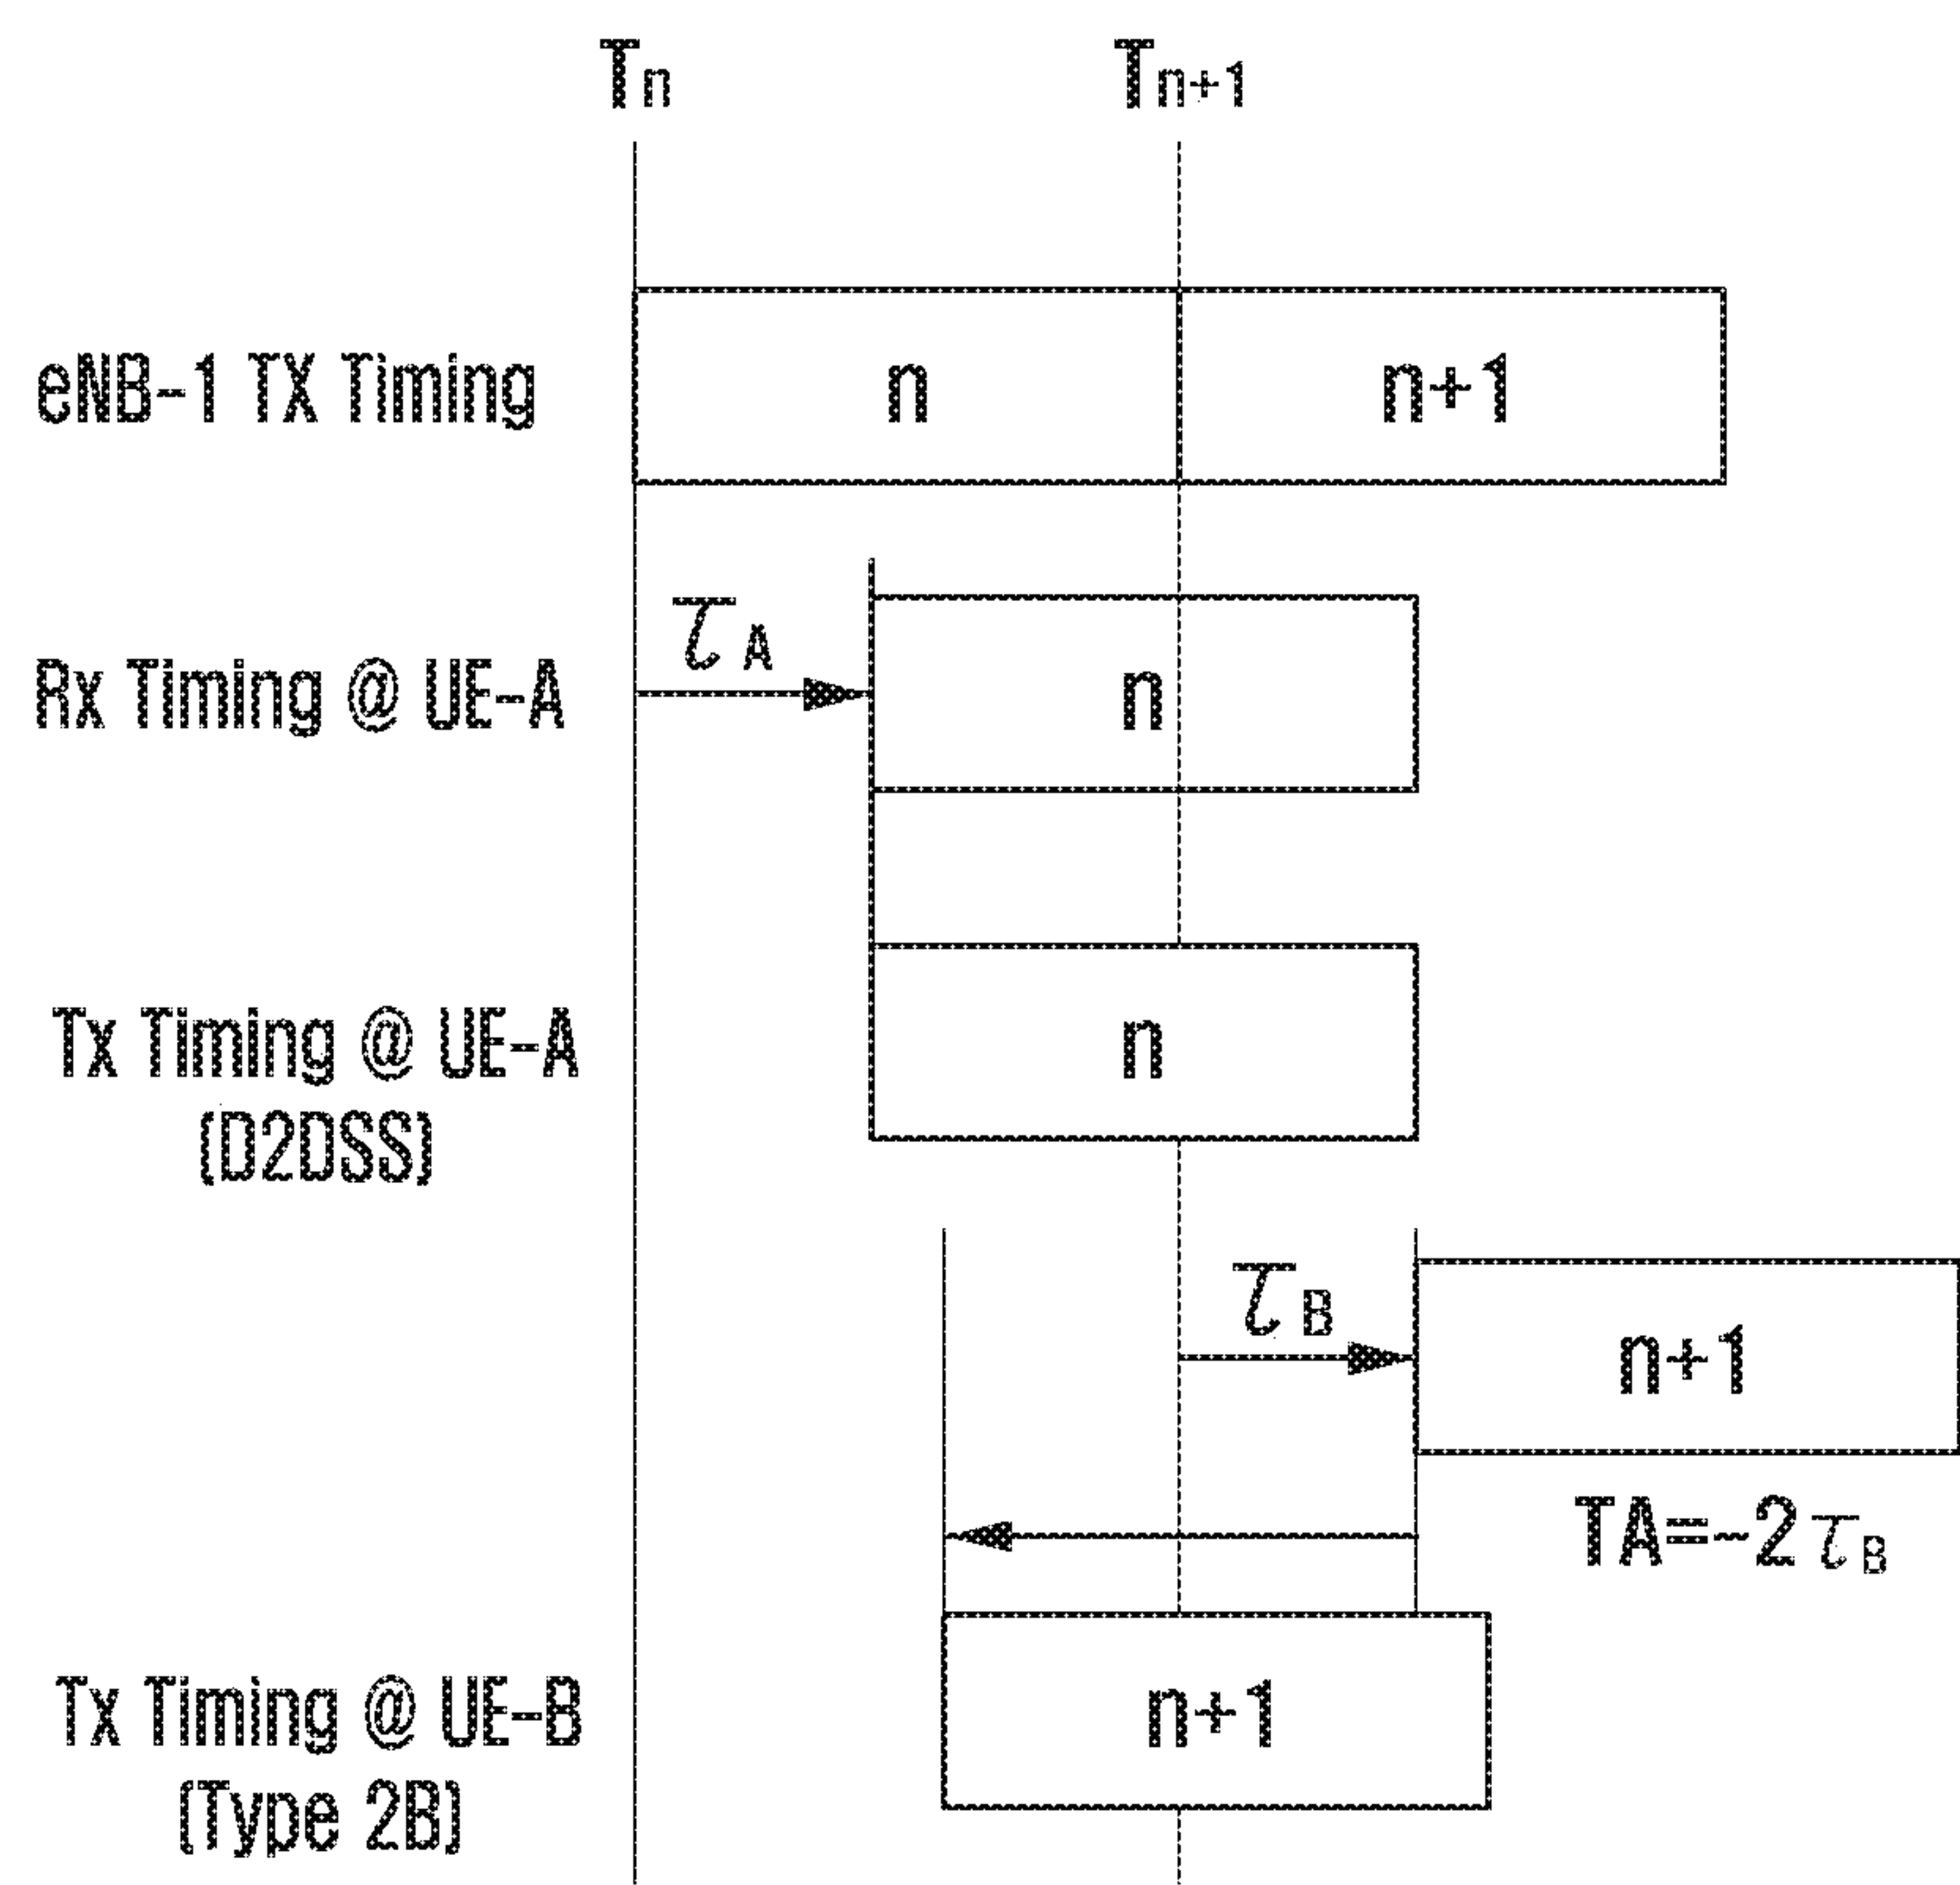 Tn Tn+1
eNB-1 TX Timing n n+1
τA
Rx Timing @ UE-A n
Tx Timing @ UE-A n
(D2DSS)
τB
n+1
TA=-2τB
Tx Timing @ UE-B n+1
(Type 2B)